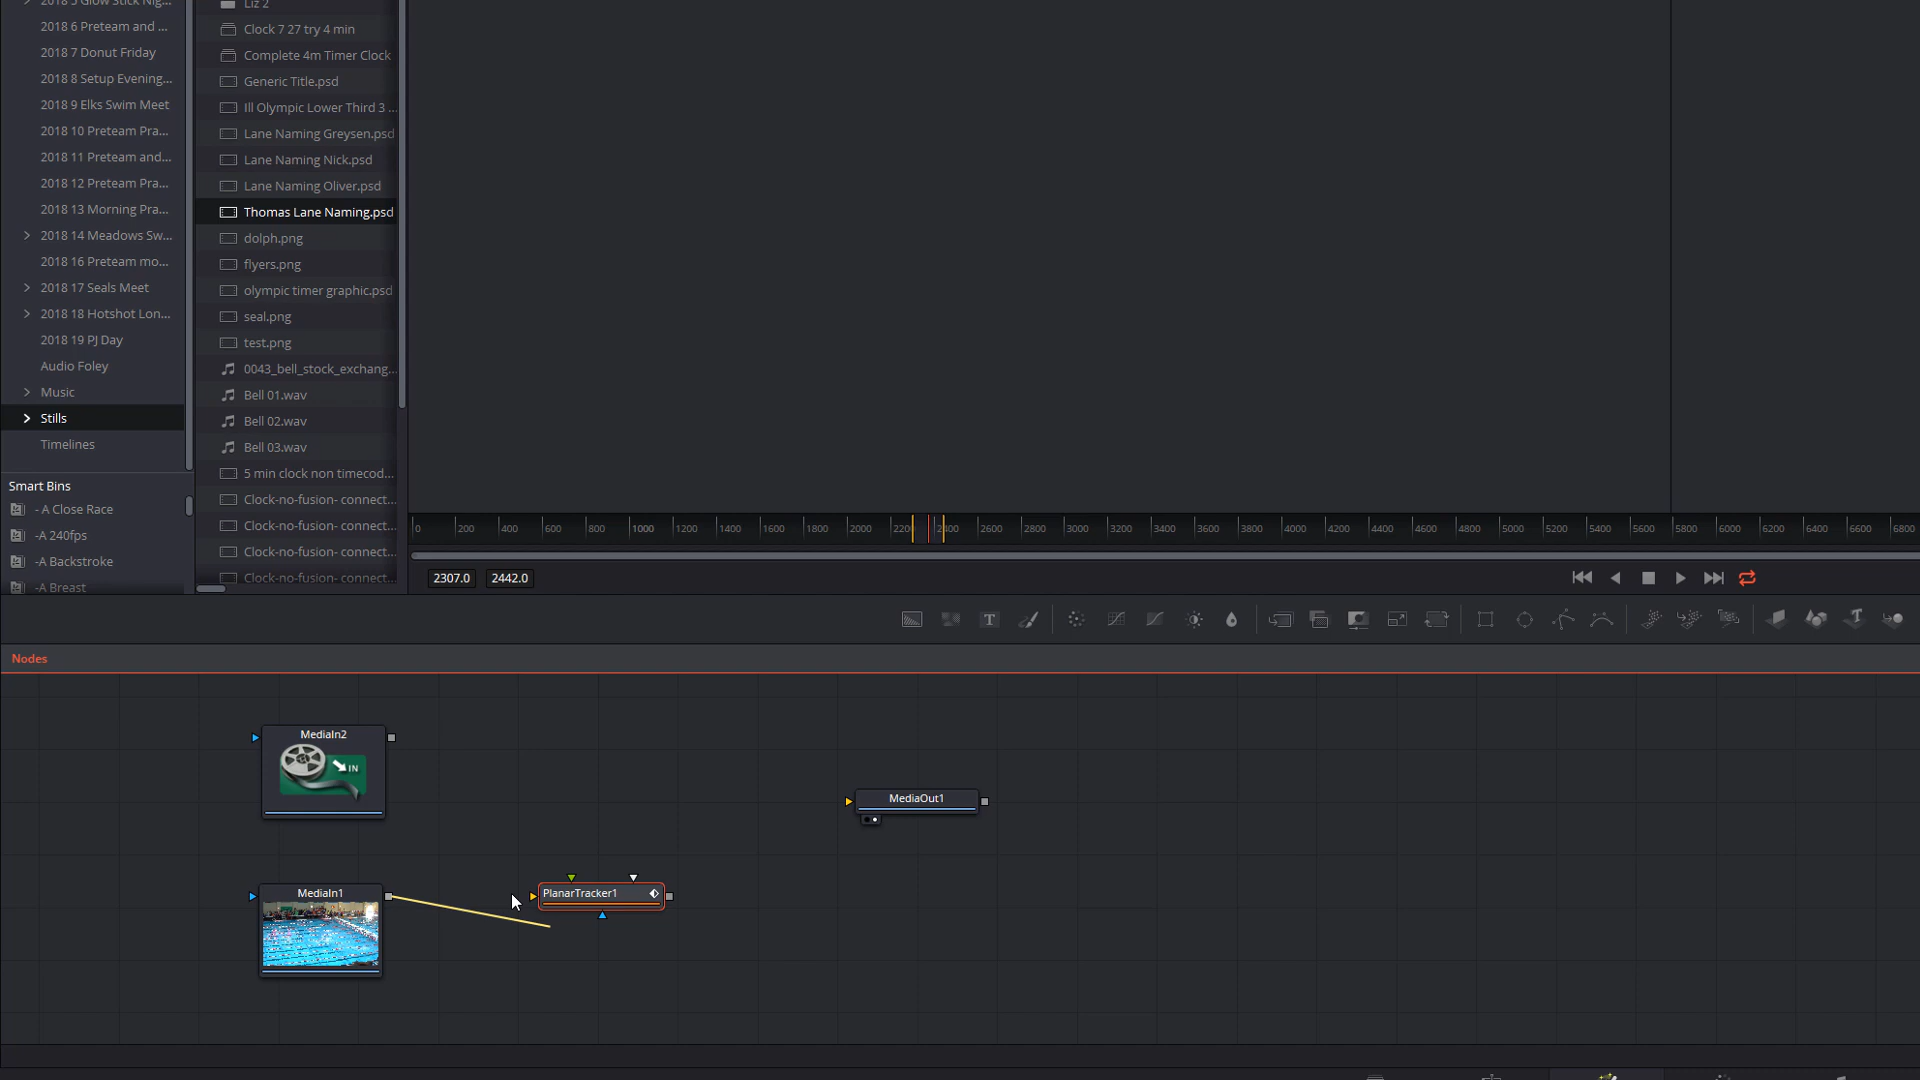 2018 5 Glow Stick Nig...
2018 6 Preteam and ...
2018 7 Donut Friday
2018 8 Setup Evening...
2018 9 Elks Swim Meet
2018 10 Preteam Pra...
2018 11 Preteam and...
2018 12 Preteam Pra...
2018 13 Morning Pra...
2018 14 Meadows Sw...
2018 16 Preteam mo...
2018 17 Seals Meet
2018 18 Hotshot Lon...
2018 19 PJ Day
Audio Foley
Music
Stills
Timelines
Smart Bins
- A Close Race
-A 240fps
-A Backstroke
-A Breast
Liz 2
Clock 7 27 try 4 min
Complete 4m Timer Clock
Generic Title.psd
Ill Olympic Lower Third 3 ...
Lane Naming Greysen.psd
Lane Naming Nick.psd
Lane Naming Oliver.psd
Thomas Lane Naming.psd
dolph.png
flyers.png
olympic timer graphic.psd
seal.png
test.png
0043_bell_stock_exchang...
Bell 01.wav
Bell 02.wav
Bell 03.wav
5 min clock non timecod...
Clock-no-fusion- connect...
Clock-no-fusion- connect...
Clock-no-fusion- connect...
Clock-no-fusion- connect...
0 200 400 600 800 1000 1200 1400 1600 1800 2000 220 2400 2600 2800 3000 3200 3400 3600 3800 4000 4200 4400 4600 4800 5000 5200 5400 5600 5800 6000 6200 6400 6600 6800
2307.0 2442.0
T
T
Nodes
MediaIn2
IN
MediaOut1
MediaIn1
PlanarTracker1